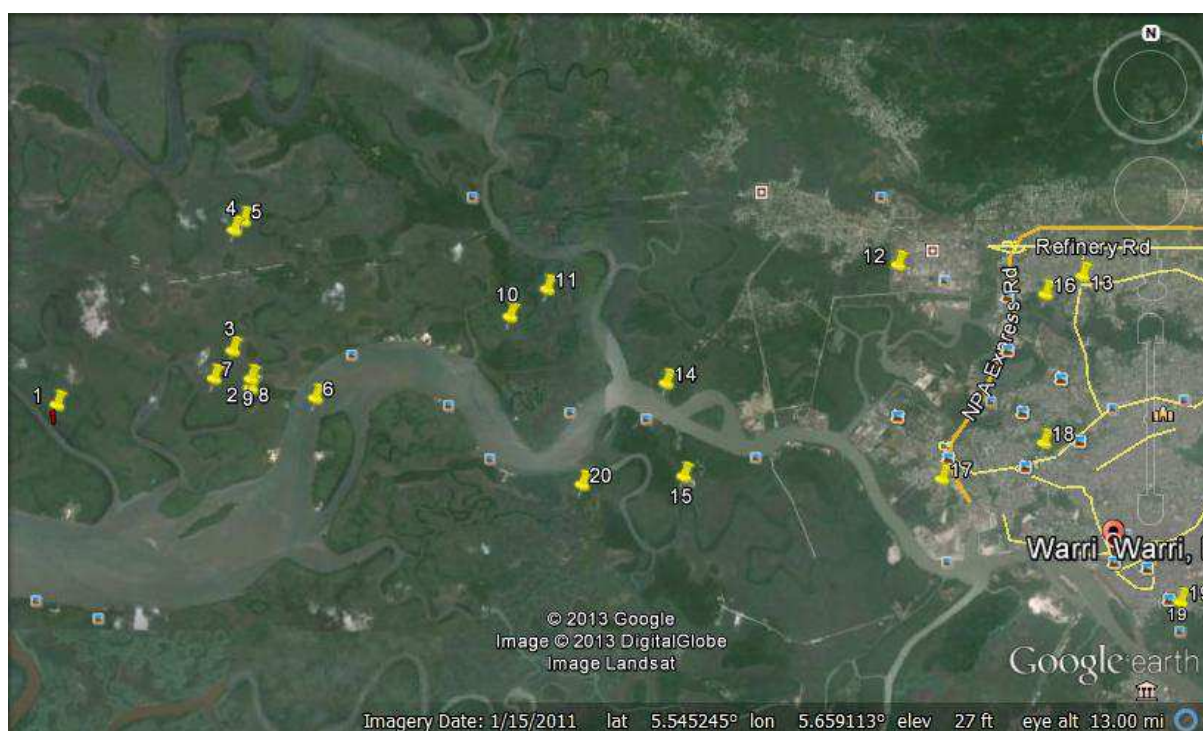 N
4 5
12
Refinery Rd
16 13
11
10
NPA Express Rd
3
7
14
1
2 9 8
6
1
18
20
15
17
Warri Warri,
19
19
© 2013 Google
Image © 2013 DigitalGlobe
Image Landsat
Google earth
Imagery Date: 1/15/2011 lat 5.545245° lon 5.659113° elev 27 ft eye alt 13.00 mi